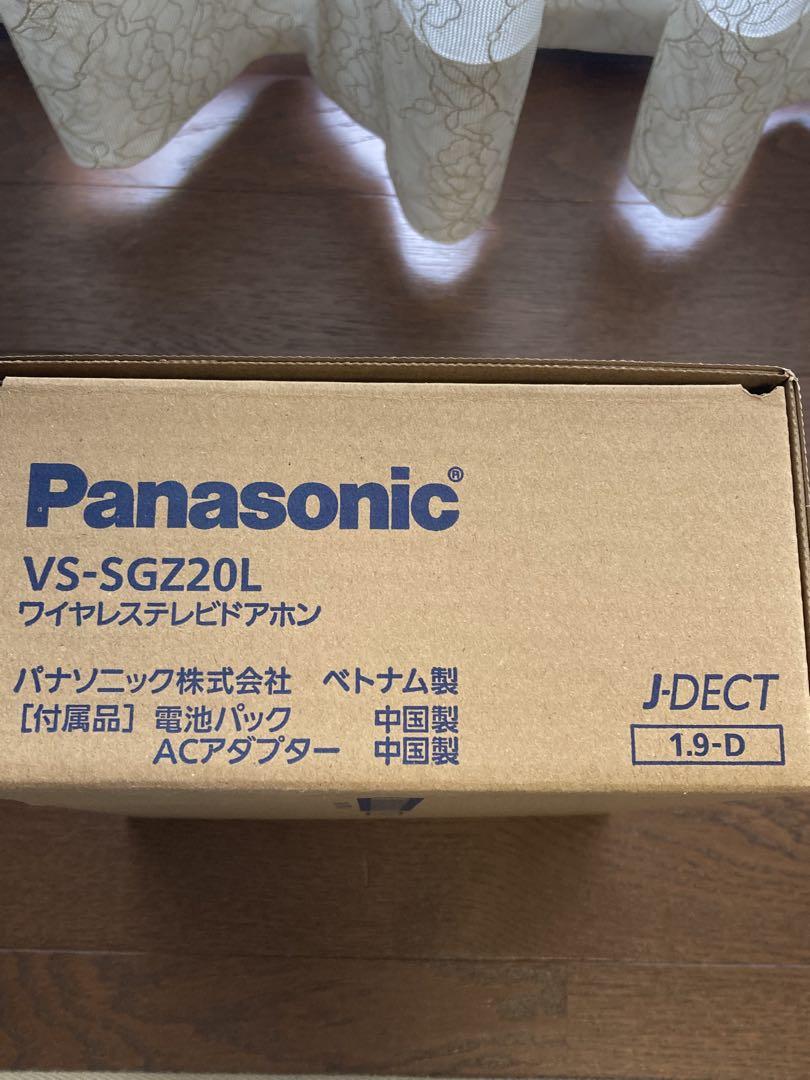 Panasonic®
VS-SGZ20L
ワイヤレステレビドアホン
パナソニック株式会社 ベトナム製
[付属品] 電池パック 中国製
ACアダプター 中国製
J-DECT
1.9-D